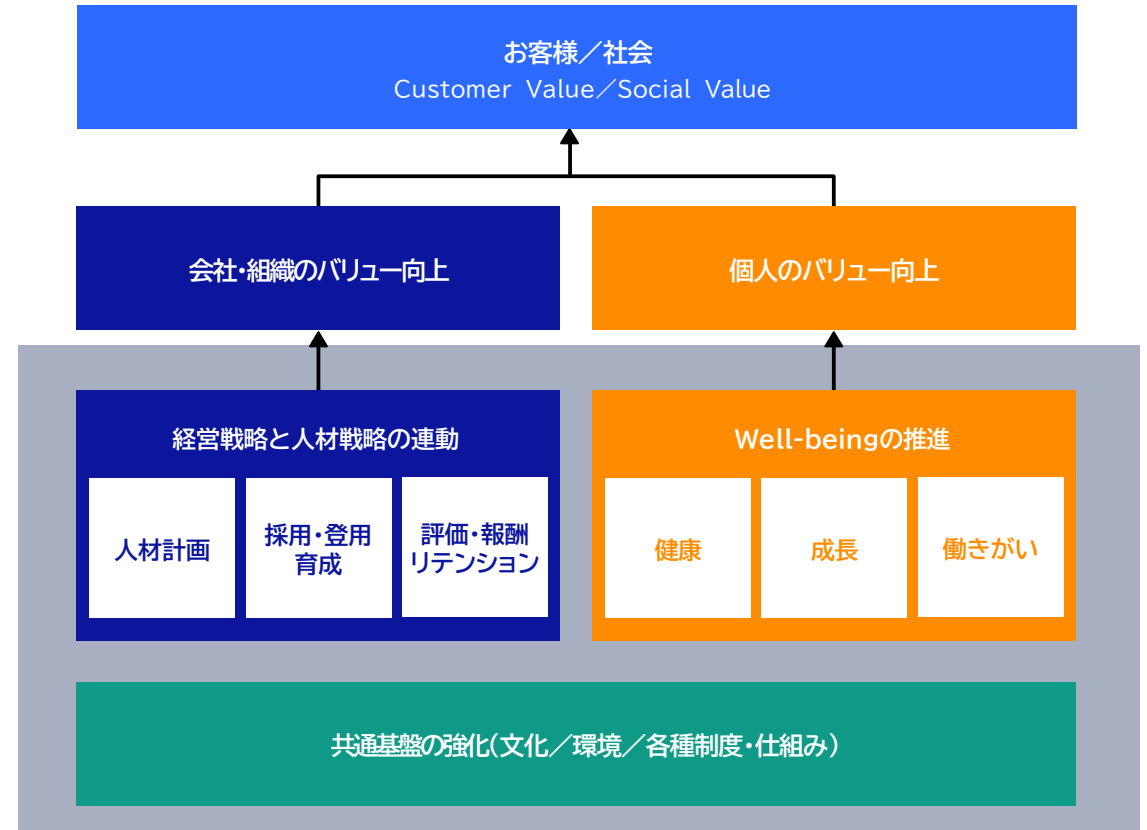 お客様／社会
Customer Value／Social Value
会社・組織のバリュー向上
個人のバリュー向上
経営戦略と人材戦略の連動
人材計画
採用・登用
育成
評価・報酬
リテンション
Well-beingの推進
健康
成長
働きがい
共通基盤の強化（文化／環境／各種制度・仕組み）